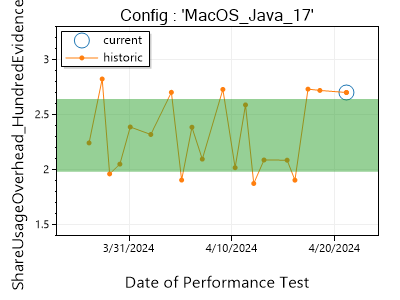 Config : 'MacOS_Java_17'
current
historic
ShareUsageOverhead_HundredEvidence
3
2.5
2
1.5
3/31/2024
4/10/2024
4/20/2024
Date of Performance Test